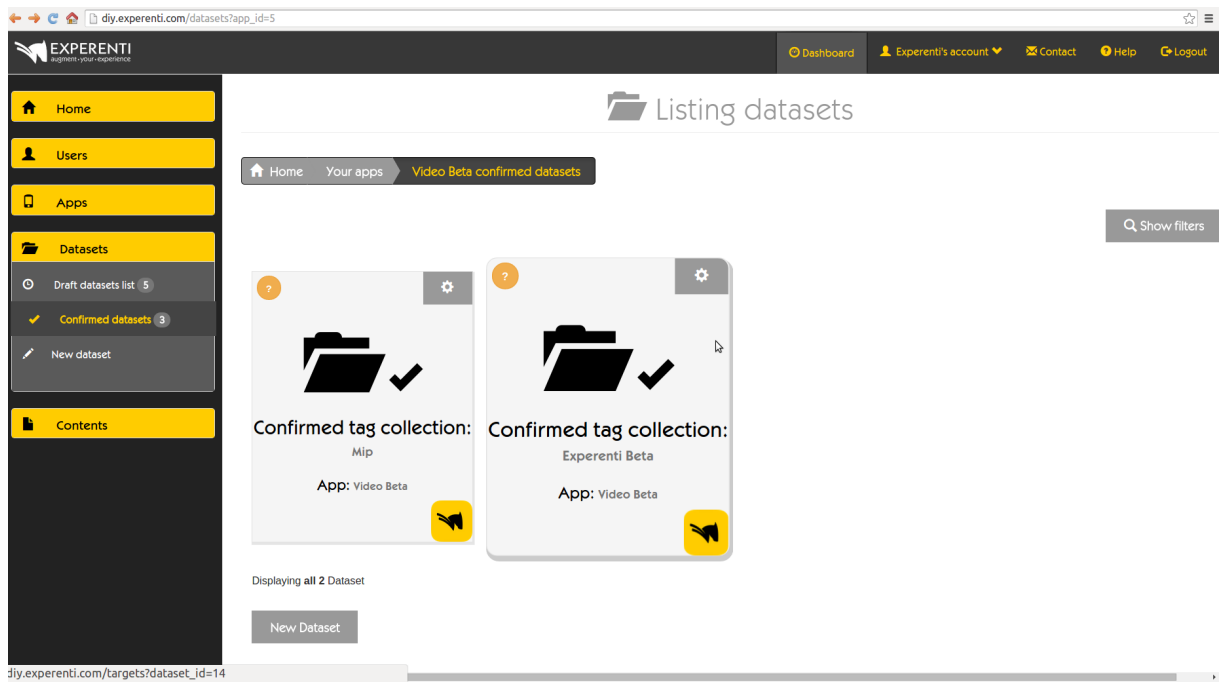 diy.experenti.com/datasets?app_id=5
EXPERENTI
augment-your-experience
Dashboard
Experenti's account
Contact
Help
Logout
Home
Users
Apps
Datasets
Draft datasets list 5
Confirmed datasets 3
New dataset
Contents
Listing datasets
Home
Your apps
Video Beta confirmed datasets
Show filters
?
Confirmed tag collection:
Mip
App: Video Beta
?
Confirmed tag collection:
Experenti Beta
App: Video Beta
Displaying all 2 Dataset
New Dataset
diy.experenti.com/targets?dataset_id=14